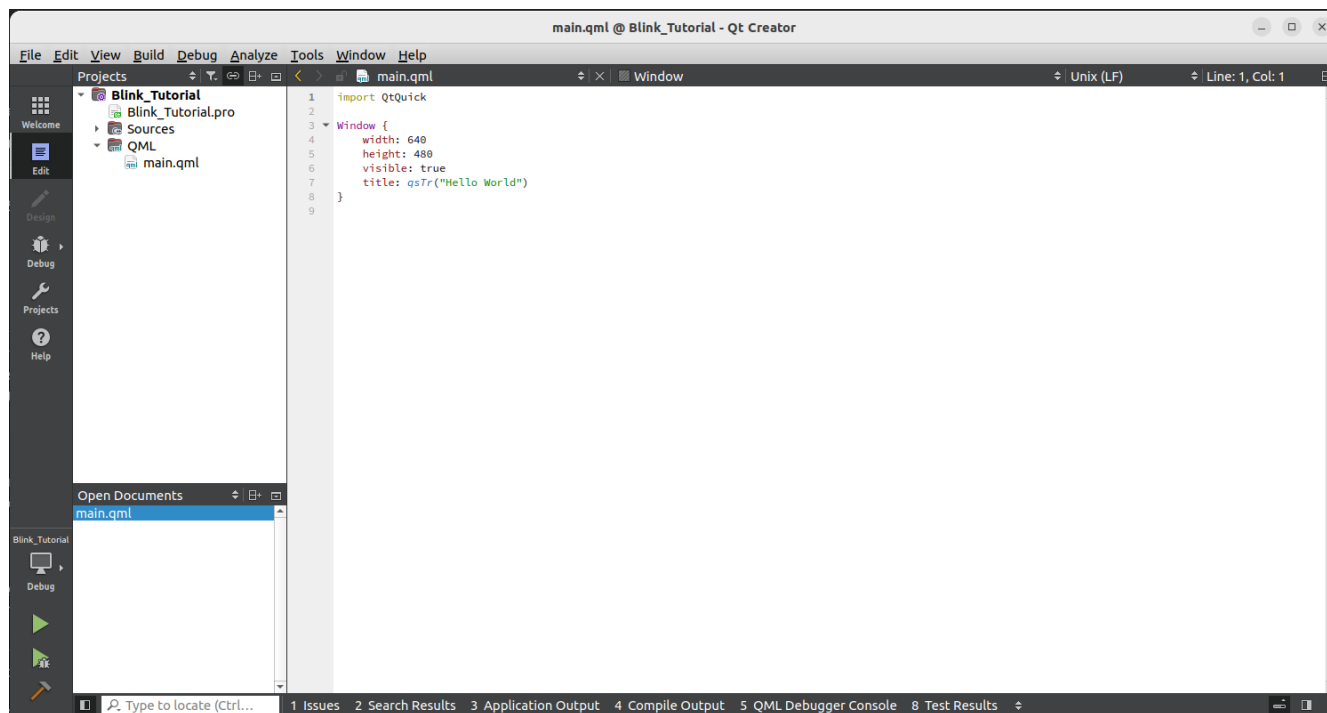 main.qml @ Blink_Tutorial - Qt Creator
File Edit View Build Debug Analyze Tools Window Help
Projects
main.qml
Window
Unix (LF)
Line: 1, Col: 1
Welcome
Edit
Design
Debug
Projects
Help
Blink_Tutorial
Blink_Tutorial.pro
Sources
QML
main.qml
1 import QtQuick
2
3 Window {
4 width: 640
5 height: 480
6 visible: true
7 title: qsTr("Hello World")
8 }
9
Open Documents
main.qml
Blink_Tutorial
Debug
Type to locate (Ctrl...
1 Issues 2 Search Results 3 Application Output 4 Compile Output 5 QML Debugger Console 8 Test Results